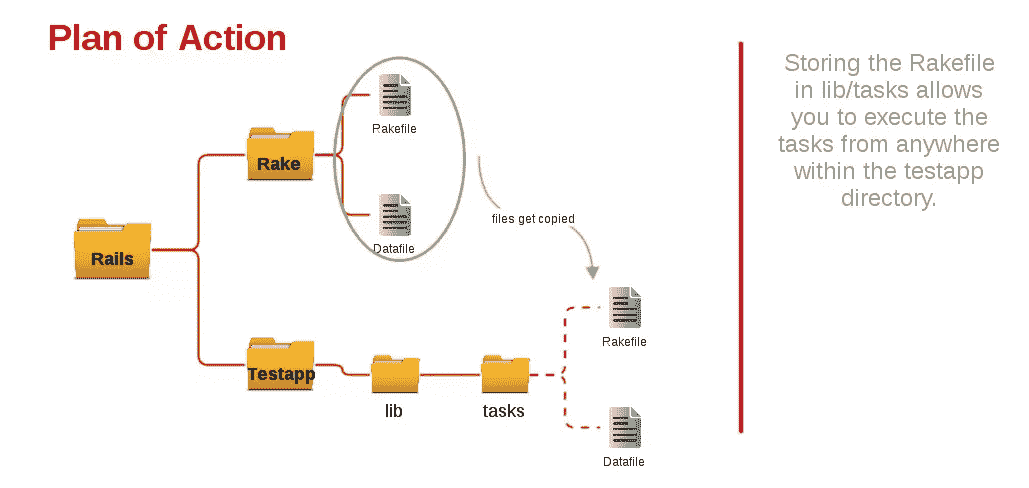 Plan of Action
Storing the Rakefile
in lib/tasks allows
you to execute the
tasks from anywhere
within the testapp
directory.
Rakefile
Rake
Datafile
files get copied
Rails
Rakefile
Testapp
lib
tasks
Datafile